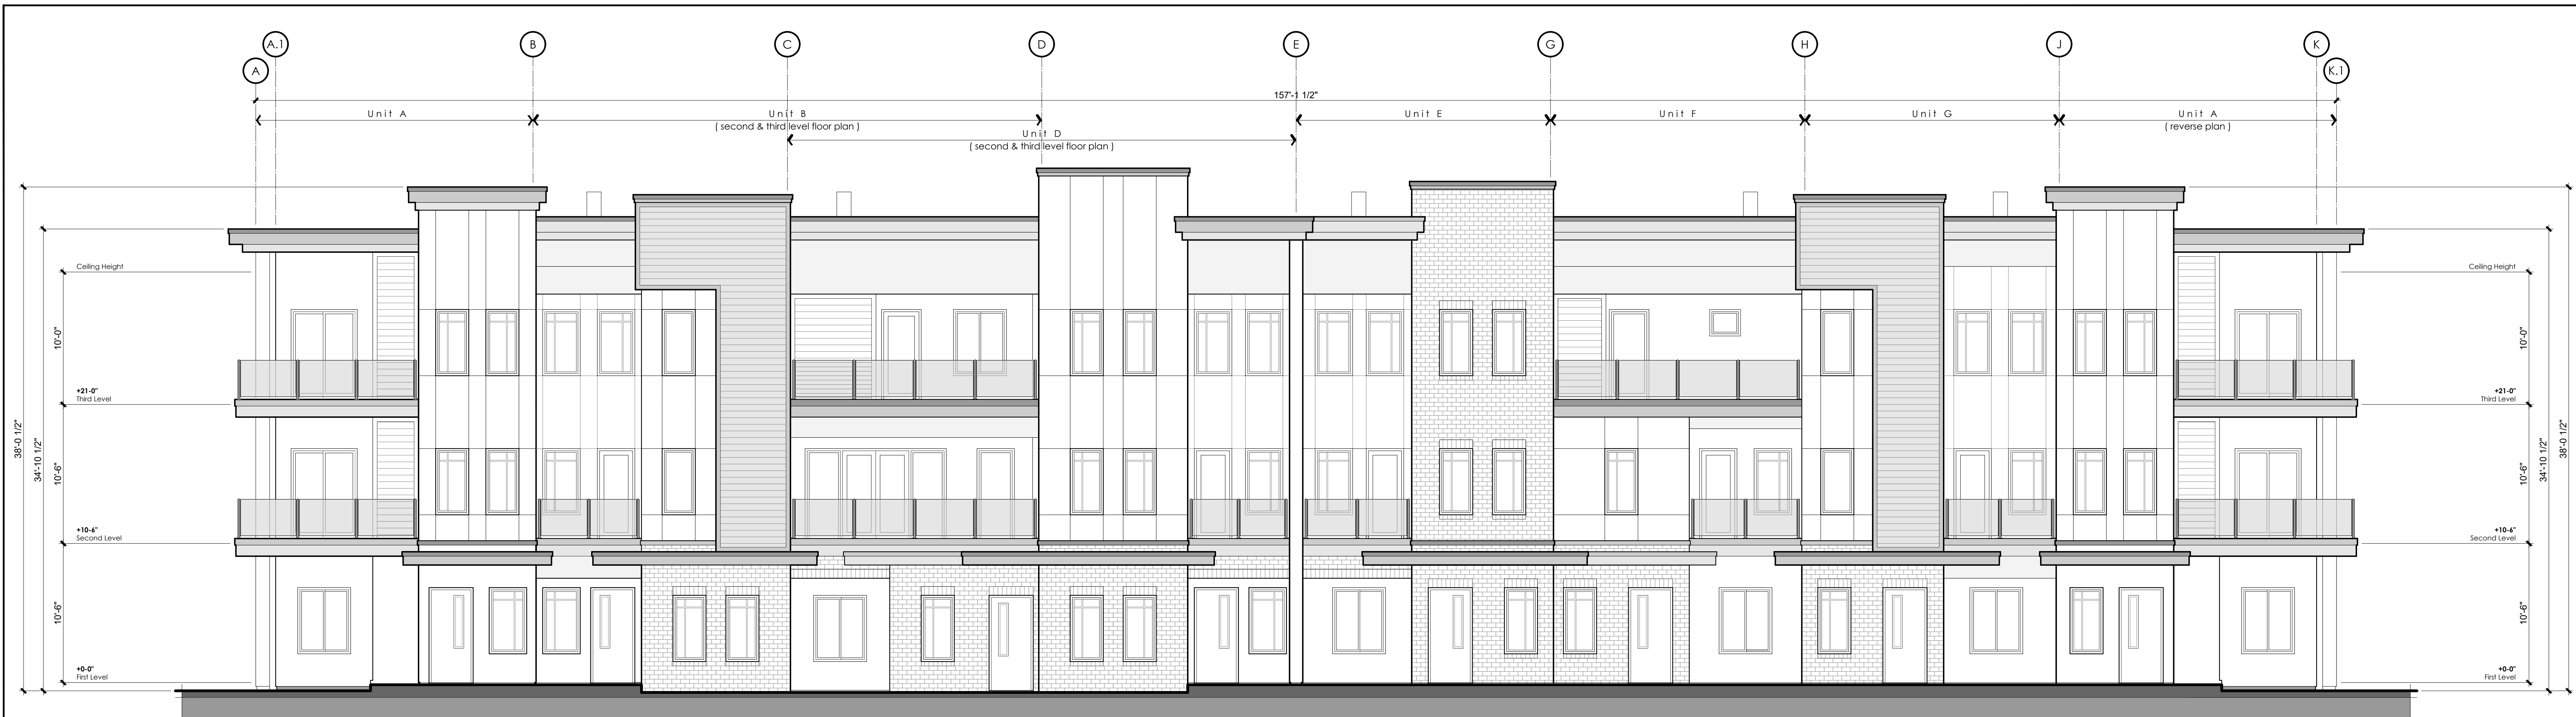 A.1
B
C
D
E
G
H
J
K
A
K.1
157'-1 1/2"
Unit A
Unit B
( second & third level floor plan )
Unit D
( second & third level floor plan )
Unit E
Unit F
Unit G
Unit A
( reverse plan )
Ceiling Height
10'-0"
+21-0"
Third Level
10'-6"
+10-6"
Second Level
10'-6"
+0-0"
First Level
38'-0 1/2"
34'-10 1/2"
Ceiling Height
10'-0"
+21-0"
Third Level
10'-6"
+10-6"
Second Level
10'-6"
+0-0"
First Level
34'-10 1/2"
38'-0 1/2"